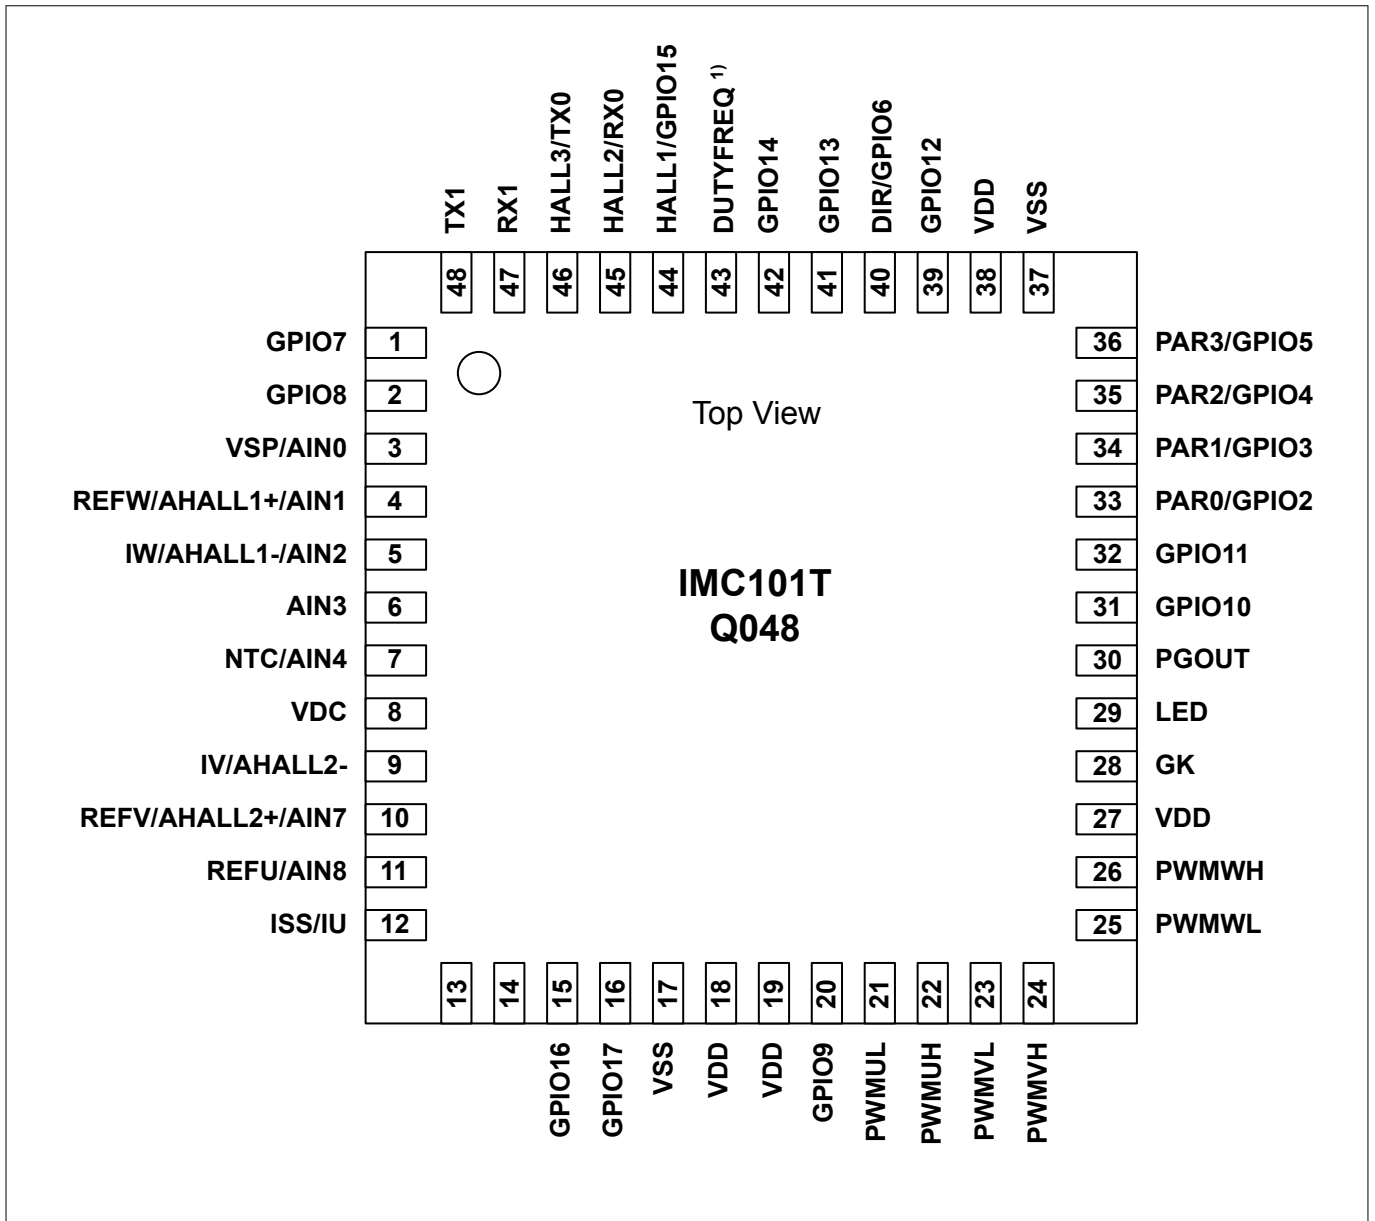 TX1
RX1
HALL3/TX0
HALL2/RX0
HALL1/GPIO15
DUTYFREQ 1)
GPIO14
GPIO13
DIR/GPIO6
GPIO12
VDD
VSS
48
47
46
45
44
43
42
41
40
39
38
37
GPIO7 1
GPIO8 2
VSP/AIN0 3
REFW/AHALL1+/AIN1 4
IW/AHALL1-/AIN2 5
AIN3 6
NTC/AIN4 7
VDC 8
IV/AHALL2- 9
REFV/AHALL2+/AIN7 10
REFU/AIN8 11
ISS/IU 12
Top View
IMC101T
Q048
36 PAR3/GPIO5
35 PAR2/GPIO4
34 PAR1/GPIO3
33 PAR0/GPIO2
32 GPIO11
31 GPIO10
30 PGOUT
29 LED
28 GK
27 VDD
26 PWMWH
25 PWMWL
13
14
15
16
17
18
19
20
21
22
23
24
GPIO16
GPIO17
VSS
VDD
VDD
GPIO9
PWMUL
PWMUH
PWMVL
PWMVH